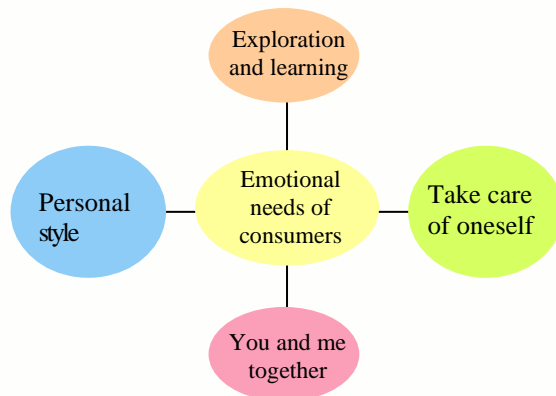 Exploration
and learning
Personal
style
Emotional
needs of
consumers
Take care
of oneself
You and me
together